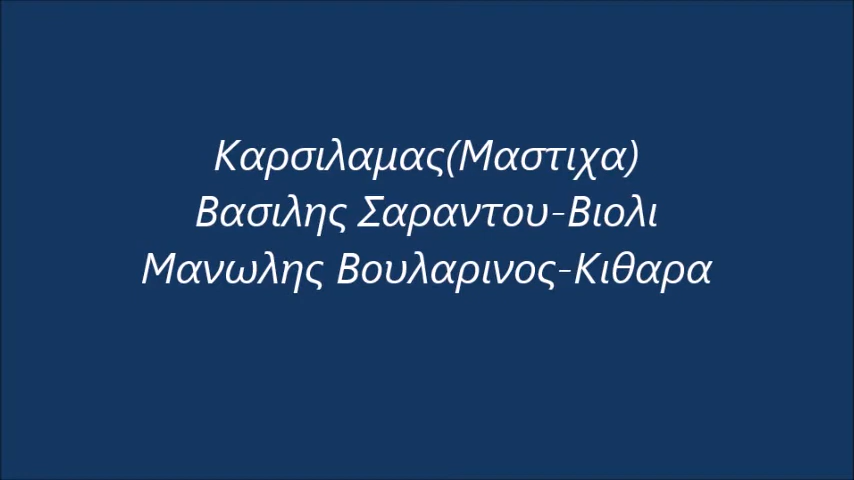 Καρσιλαμας(Μαστιχα)
Βασιλης Σαραντου-Βιολι
Μανωλης Βουλαρινος-Κιθαρα